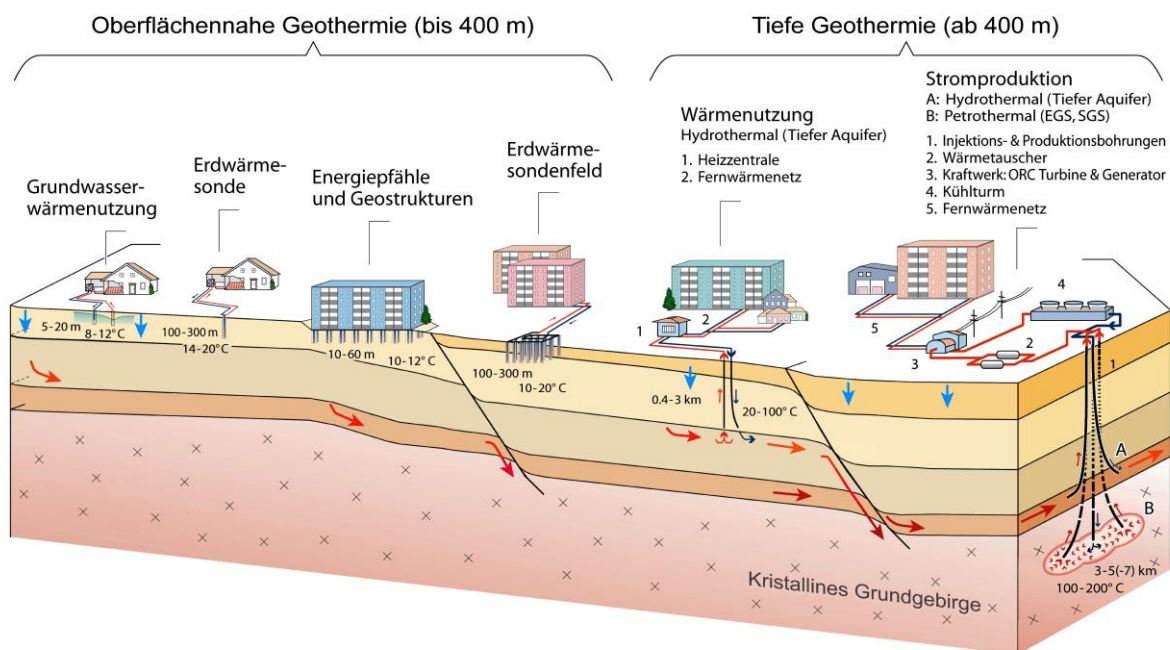 Oberflächennahe Geothermie (bis 400 m)
Tiefe Geothermie (ab 400 m)
Stromproduktion
A: Hydrothermal (Tiefer Aquifer)
B: Petrothermal (EGS, SGS)
1. Injektions- & Produktionsbohrungen
2. Wärmetauscher
3. Kraftwerk: ORC Turbine & Generator
4. Kühlturm
5. Fernwärmenetz
Wärmenutzung
Hydrothermal (Tiefer Aquifer)
1. Heizzentrale
2. Fernwärmenetz
Grundwasser-
wärmenutzung
Erdwärme-
sonde
Energiepfähle
und Geostrukturen
Erdwärme-
sondenfeld
5-20 m
8-12°C
100-300 m
14-20°C
10-60 m
10-12°C
100-300 m
10-20°C
1
2
0.4-3 km
20-100° C
5
3
2
4
1
A
B
3-5(-7) km
100-200° C
Kristallines Grundgebirge